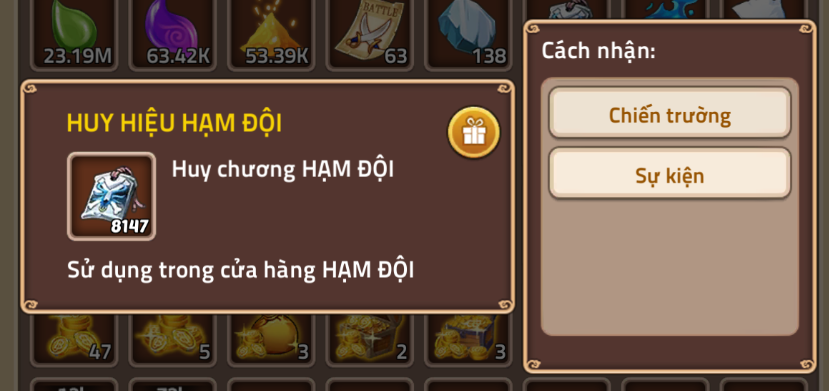 23.19M
63.42K
53.39K
BATTLE
63
138
Cách nhận:
Chiến trường
Sự kiện
HUY HIỆU HẠM ĐỘI
Huy chương HẠM ĐỘI
8147
Sử dụng trong cửa hàng HẠM ĐỘI
47
5
3
2
3